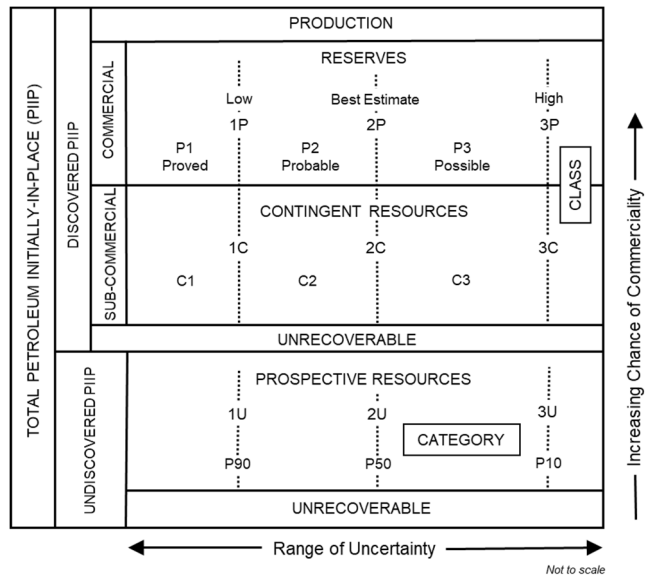 TOTAL PETROLEUM INITIALLY-IN-PLACE (PIIP)
DISCOVERED PIIP
UNDISCOVERED PIIP
COMMERCIAL
SUB-COMMERCIAL
PRODUCTION
RESERVES
Low
Best Estimate
High
1P
2P
3P
P1
Proved
P2
Probable
P3
Possible
CLASS
CONTINGENT RESOURCES
1C
2C
3C
C1
C2
C3
UNRECOVERABLE
PROSPECTIVE RESOURCES
1U
2U
3U
CATEGORY
P90
P50
P10
UNRECOVERABLE
Increasing Chance of Commerciality
Range of Uncertainty
Not to scale